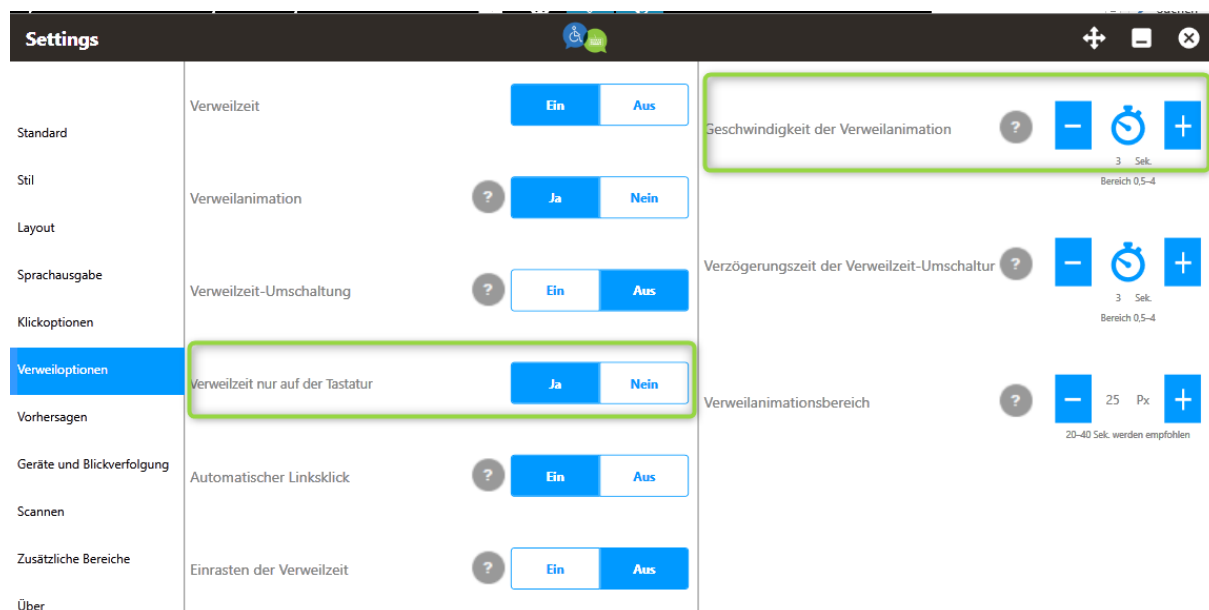 Settings
Standard
Stil
Layout
Sprachausgabe
Klickoptionen
Verweiloptionen
Vorhersagen
Geräte und Blickverfolgung
Scannen
Zusätzliche Bereiche
Über
Verweilzeit
Ein Aus
Verweilanimation
? Ja Nein
Verweilzeit-Umschaltung
? Ein Aus
Verweilzeit nur auf der Tastatur
Ja Nein
Automatischer Linksklick
? Ein Aus
Einrasten der Verweilzeit
? Ein Aus
Geschwindigkeit der Verweilanimation
? − +
3 Sek.
Bereich 0,5–4
Verzögerungszeit der Verweilzeit-Umschaltur
? − +
3 Sek.
Bereich 0,5–4
Verweilanimationsbereich
? − 25 Px +
20–40 Sek. werden empfohlen